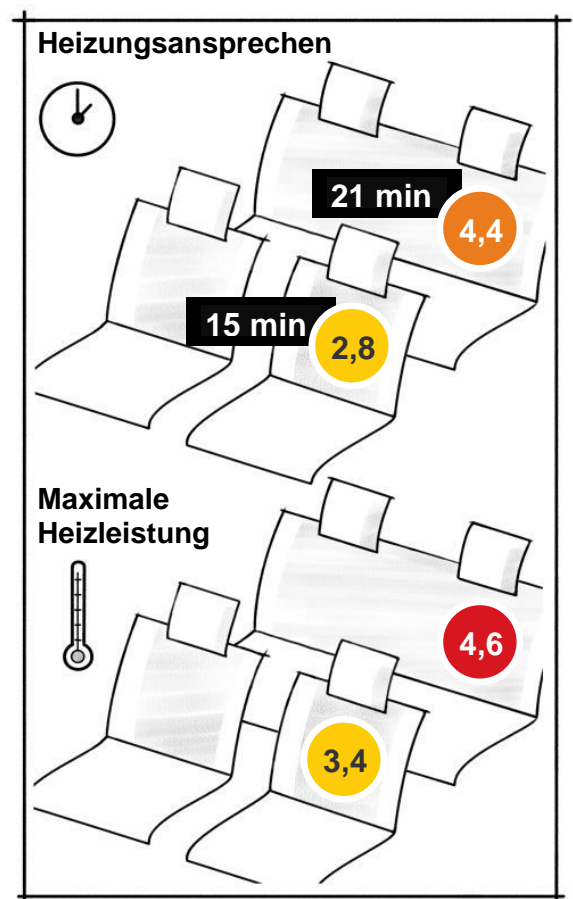 Heizungsansprechen
21 min
4,4
15 min
2,8
Maximale
Heizleistung
4,6
3,4